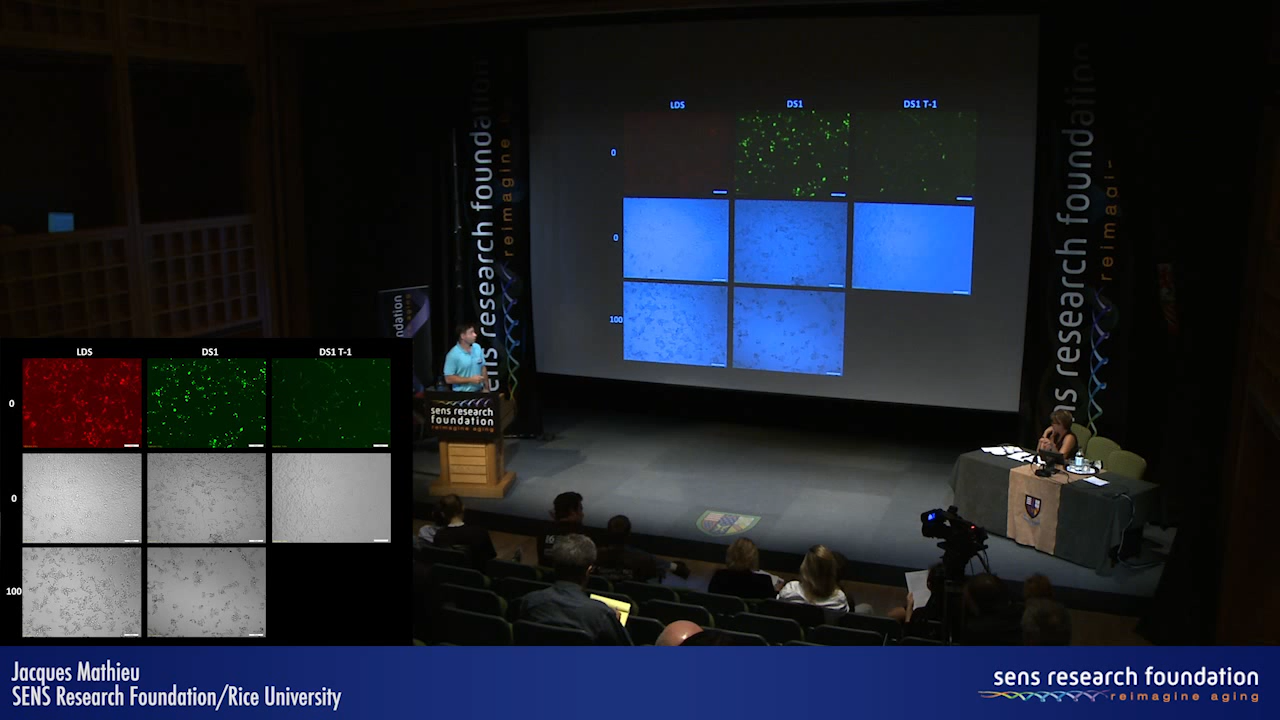 LDS DS1 DS1 T-1
0
0
100
sens research foundation
reimagine
sens research foundation
reimagine aging
ndation
sens research
foundation
reimagine aging
LDS DS1 DS1 T-1
0
0
100
Jacques Mathieu
SENS Research Foundation/Rice University
sens research foundation
reimagine aging